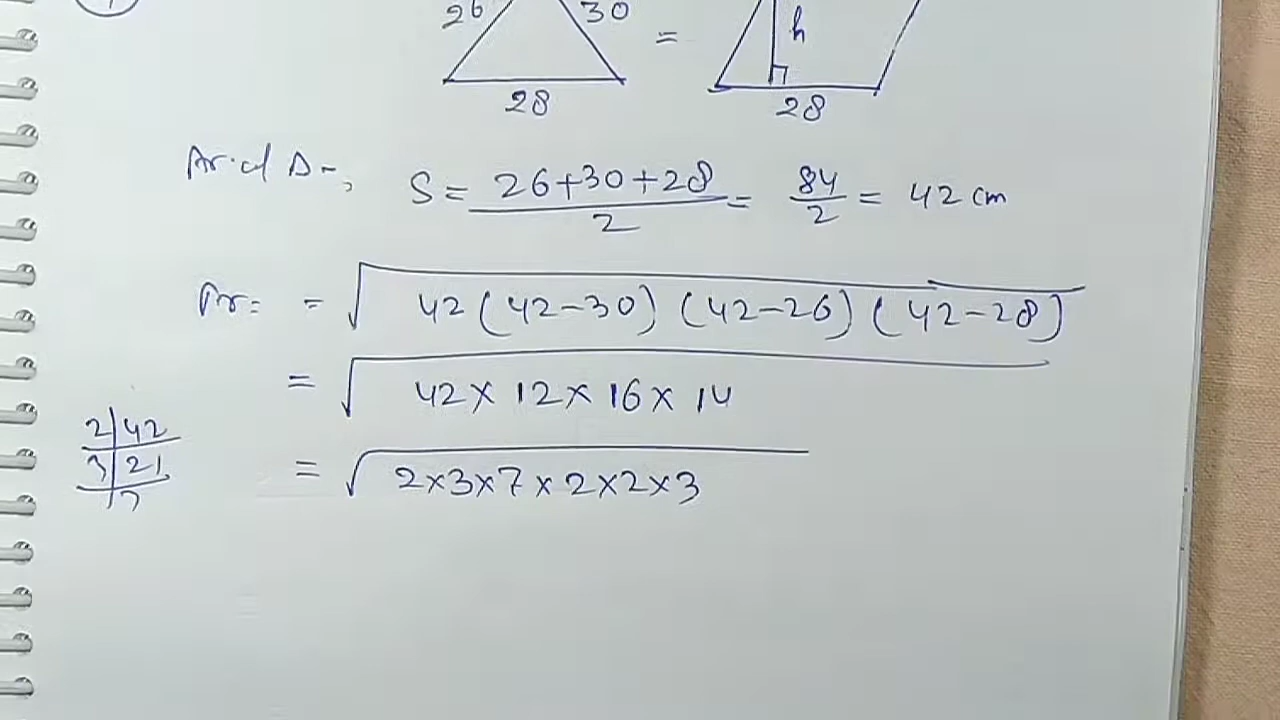 26 30 = h
28 28
Ar. of Δ-,
S = 26+30+28/2 = 84/2 = 42 cm
Ar. = √42(42-30)(42-26)(42-28)
= √42×12×16×14
2|42
3|21
7
= √2×3×7×2×2×3